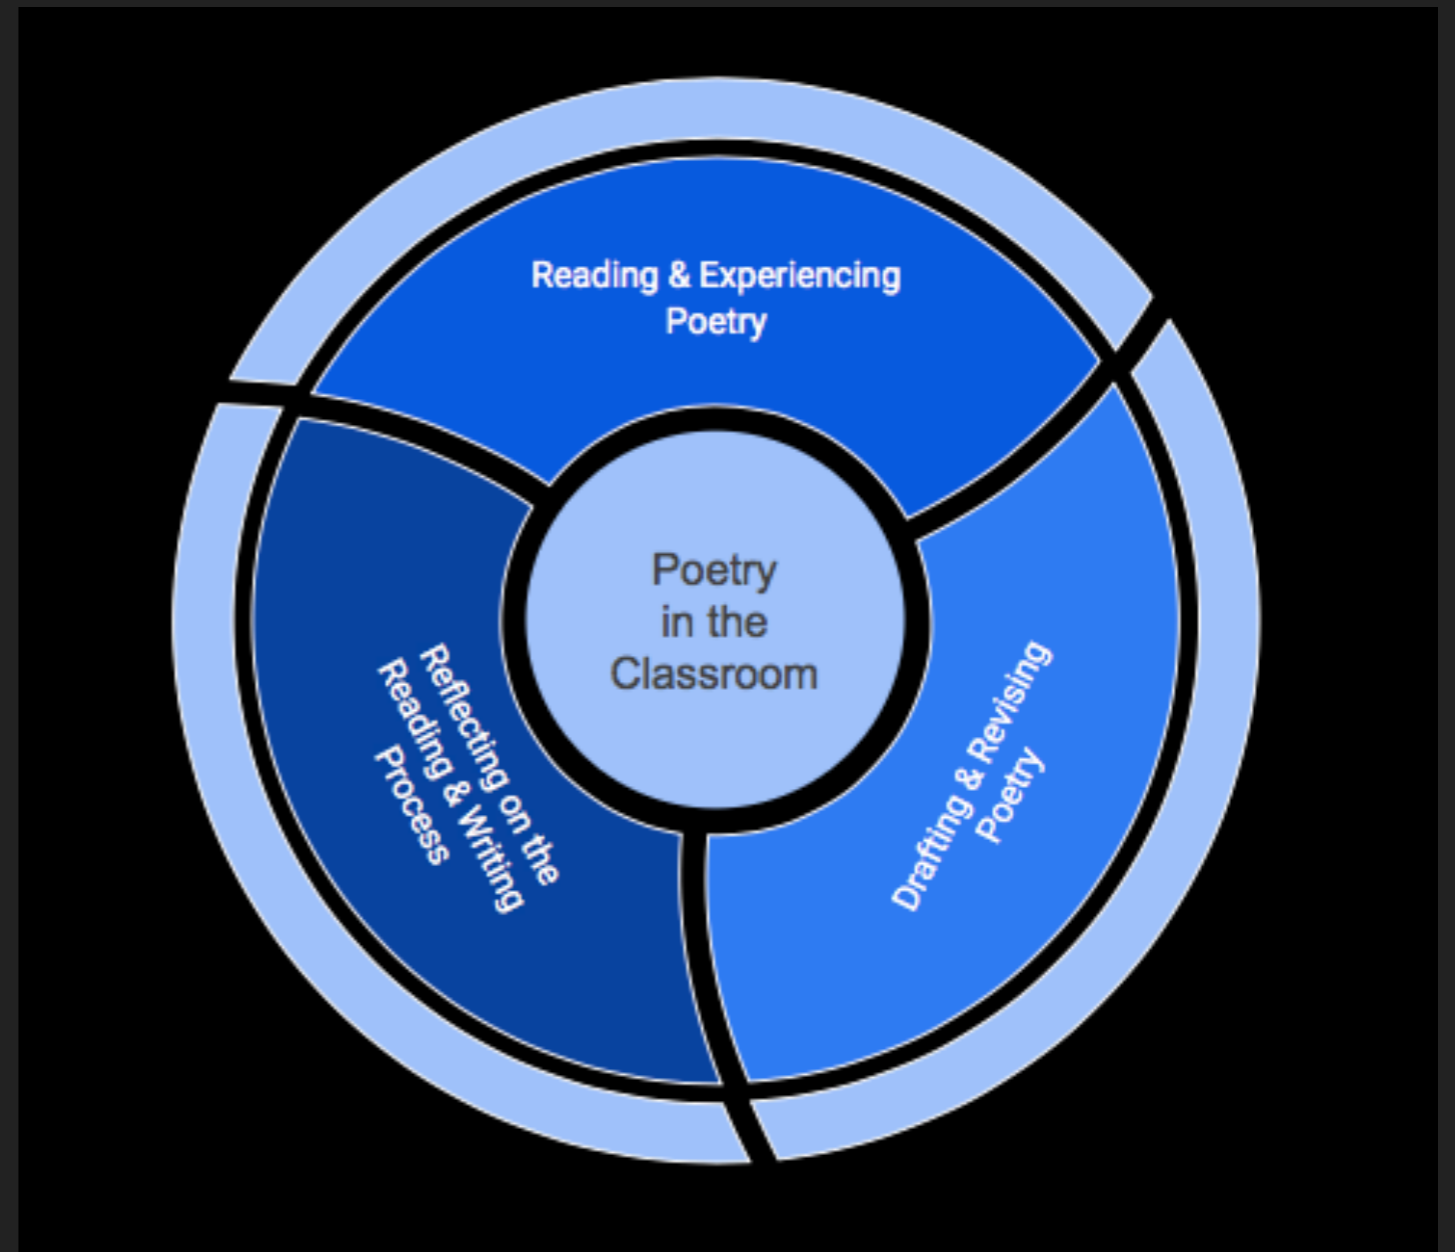 Reading & Experiencing
Poetry
Poetry
in the
Classroom
Drafting & Revising
Poetry
Reflecting on the
Reading & Writing
Process